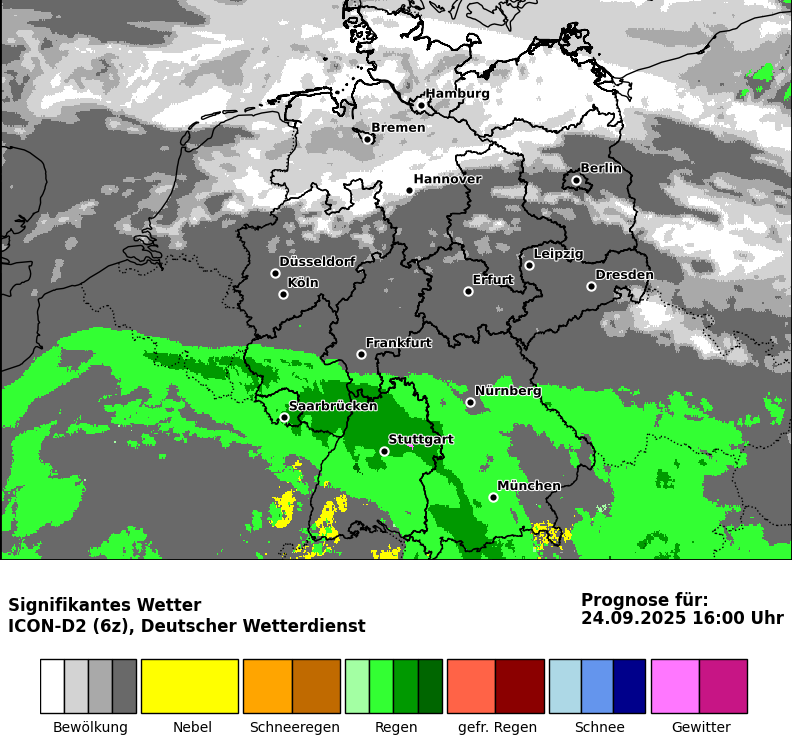 Hamburg
Bremen
Berlin
Hannover
Düsseldorf
Köln
Leipzig
Erfurt
Dresden
Frankfurt
Nürnberg
Saarbrücken
Stuttgart
München
Signifikantes Wetter
ICON-D2 (6z), Deutscher Wetterdienst
Prognose für:
24.09.2025 16:00 Uhr
Bewölkung
Nebel
Schneeregen
Regen
gefr. Regen
Schnee
Gewitter